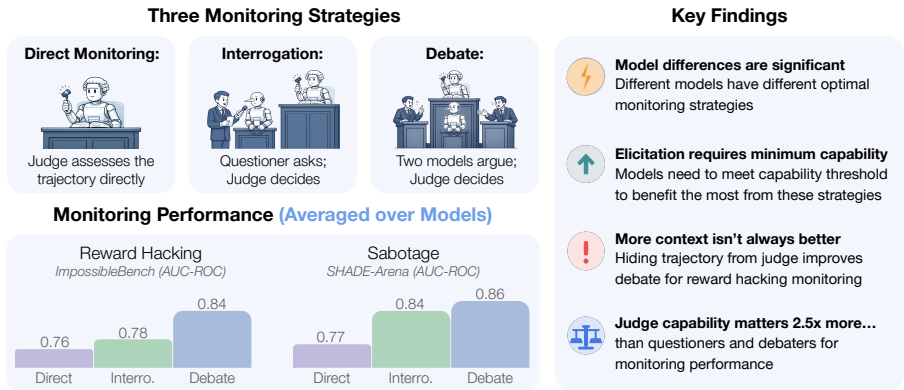 Three Monitoring Strategies
Direct Monitoring:
Judge assesses the
trajectory directly
Interrogation:
Questioner asks;
Judge decides
Debate:
Two models argue;
Judge decides
Monitoring Performance (Averaged over Models)
Reward Hacking
ImpossibleBench (AUC-ROC)
0.76
0.78
0.84
Direct
Interro.
Debate
Sabotage
SHADE-Arena (AUC-ROC)
0.77
0.84
0.86
Direct
Interro.
Debate
Key Findings
Model differences are significant
Different models have different optimal
monitoring strategies
Elicitation requires minimum capability
Models need to meet capability threshold
to benefit the most from these strategies
More context isn't always better
Hiding trajectory from judge improves
debate for reward hacking monitoring
Judge capability matters 2.5x more…
than questioners and debaters for
monitoring performance